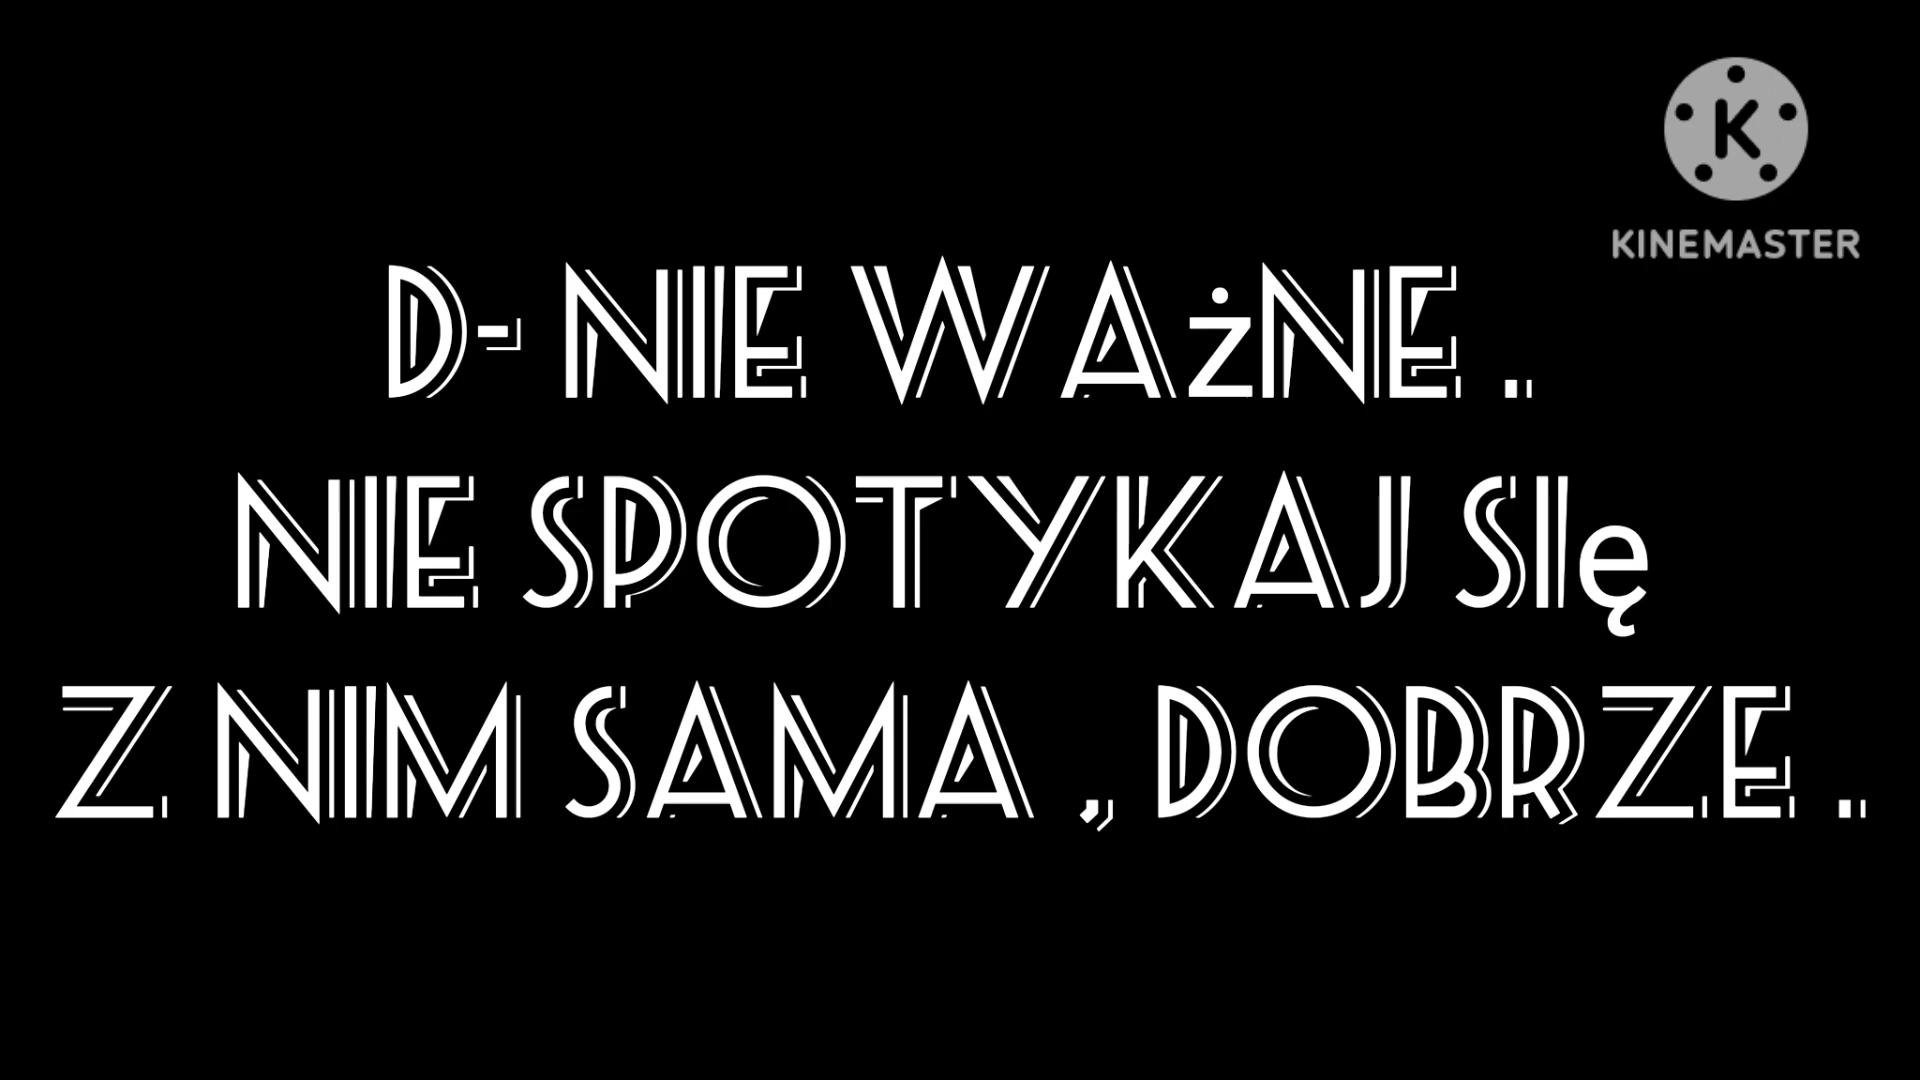 KINEMASTER
D- NIE WAżNE .
NIE SPOTYKAJ SIę
Z NIM SAMA , DOBRZE .